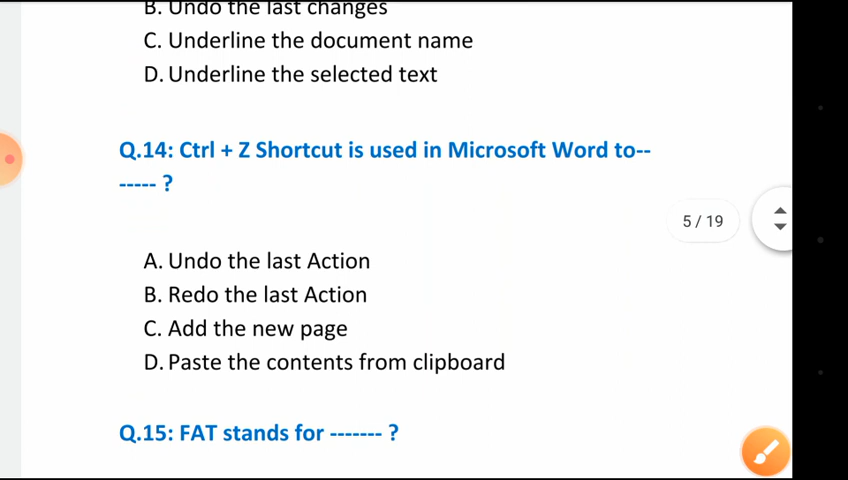 B. Undo the last changes
C. Underline the document name
D. Underline the selected text
Q.14: Ctrl + Z Shortcut is used in Microsoft Word to--
----- ?
5 / 19
A. Undo the last Action
B. Redo the last Action
C. Add the new page
D. Paste the contents from clipboard
Q.15: FAT stands for ------- ?